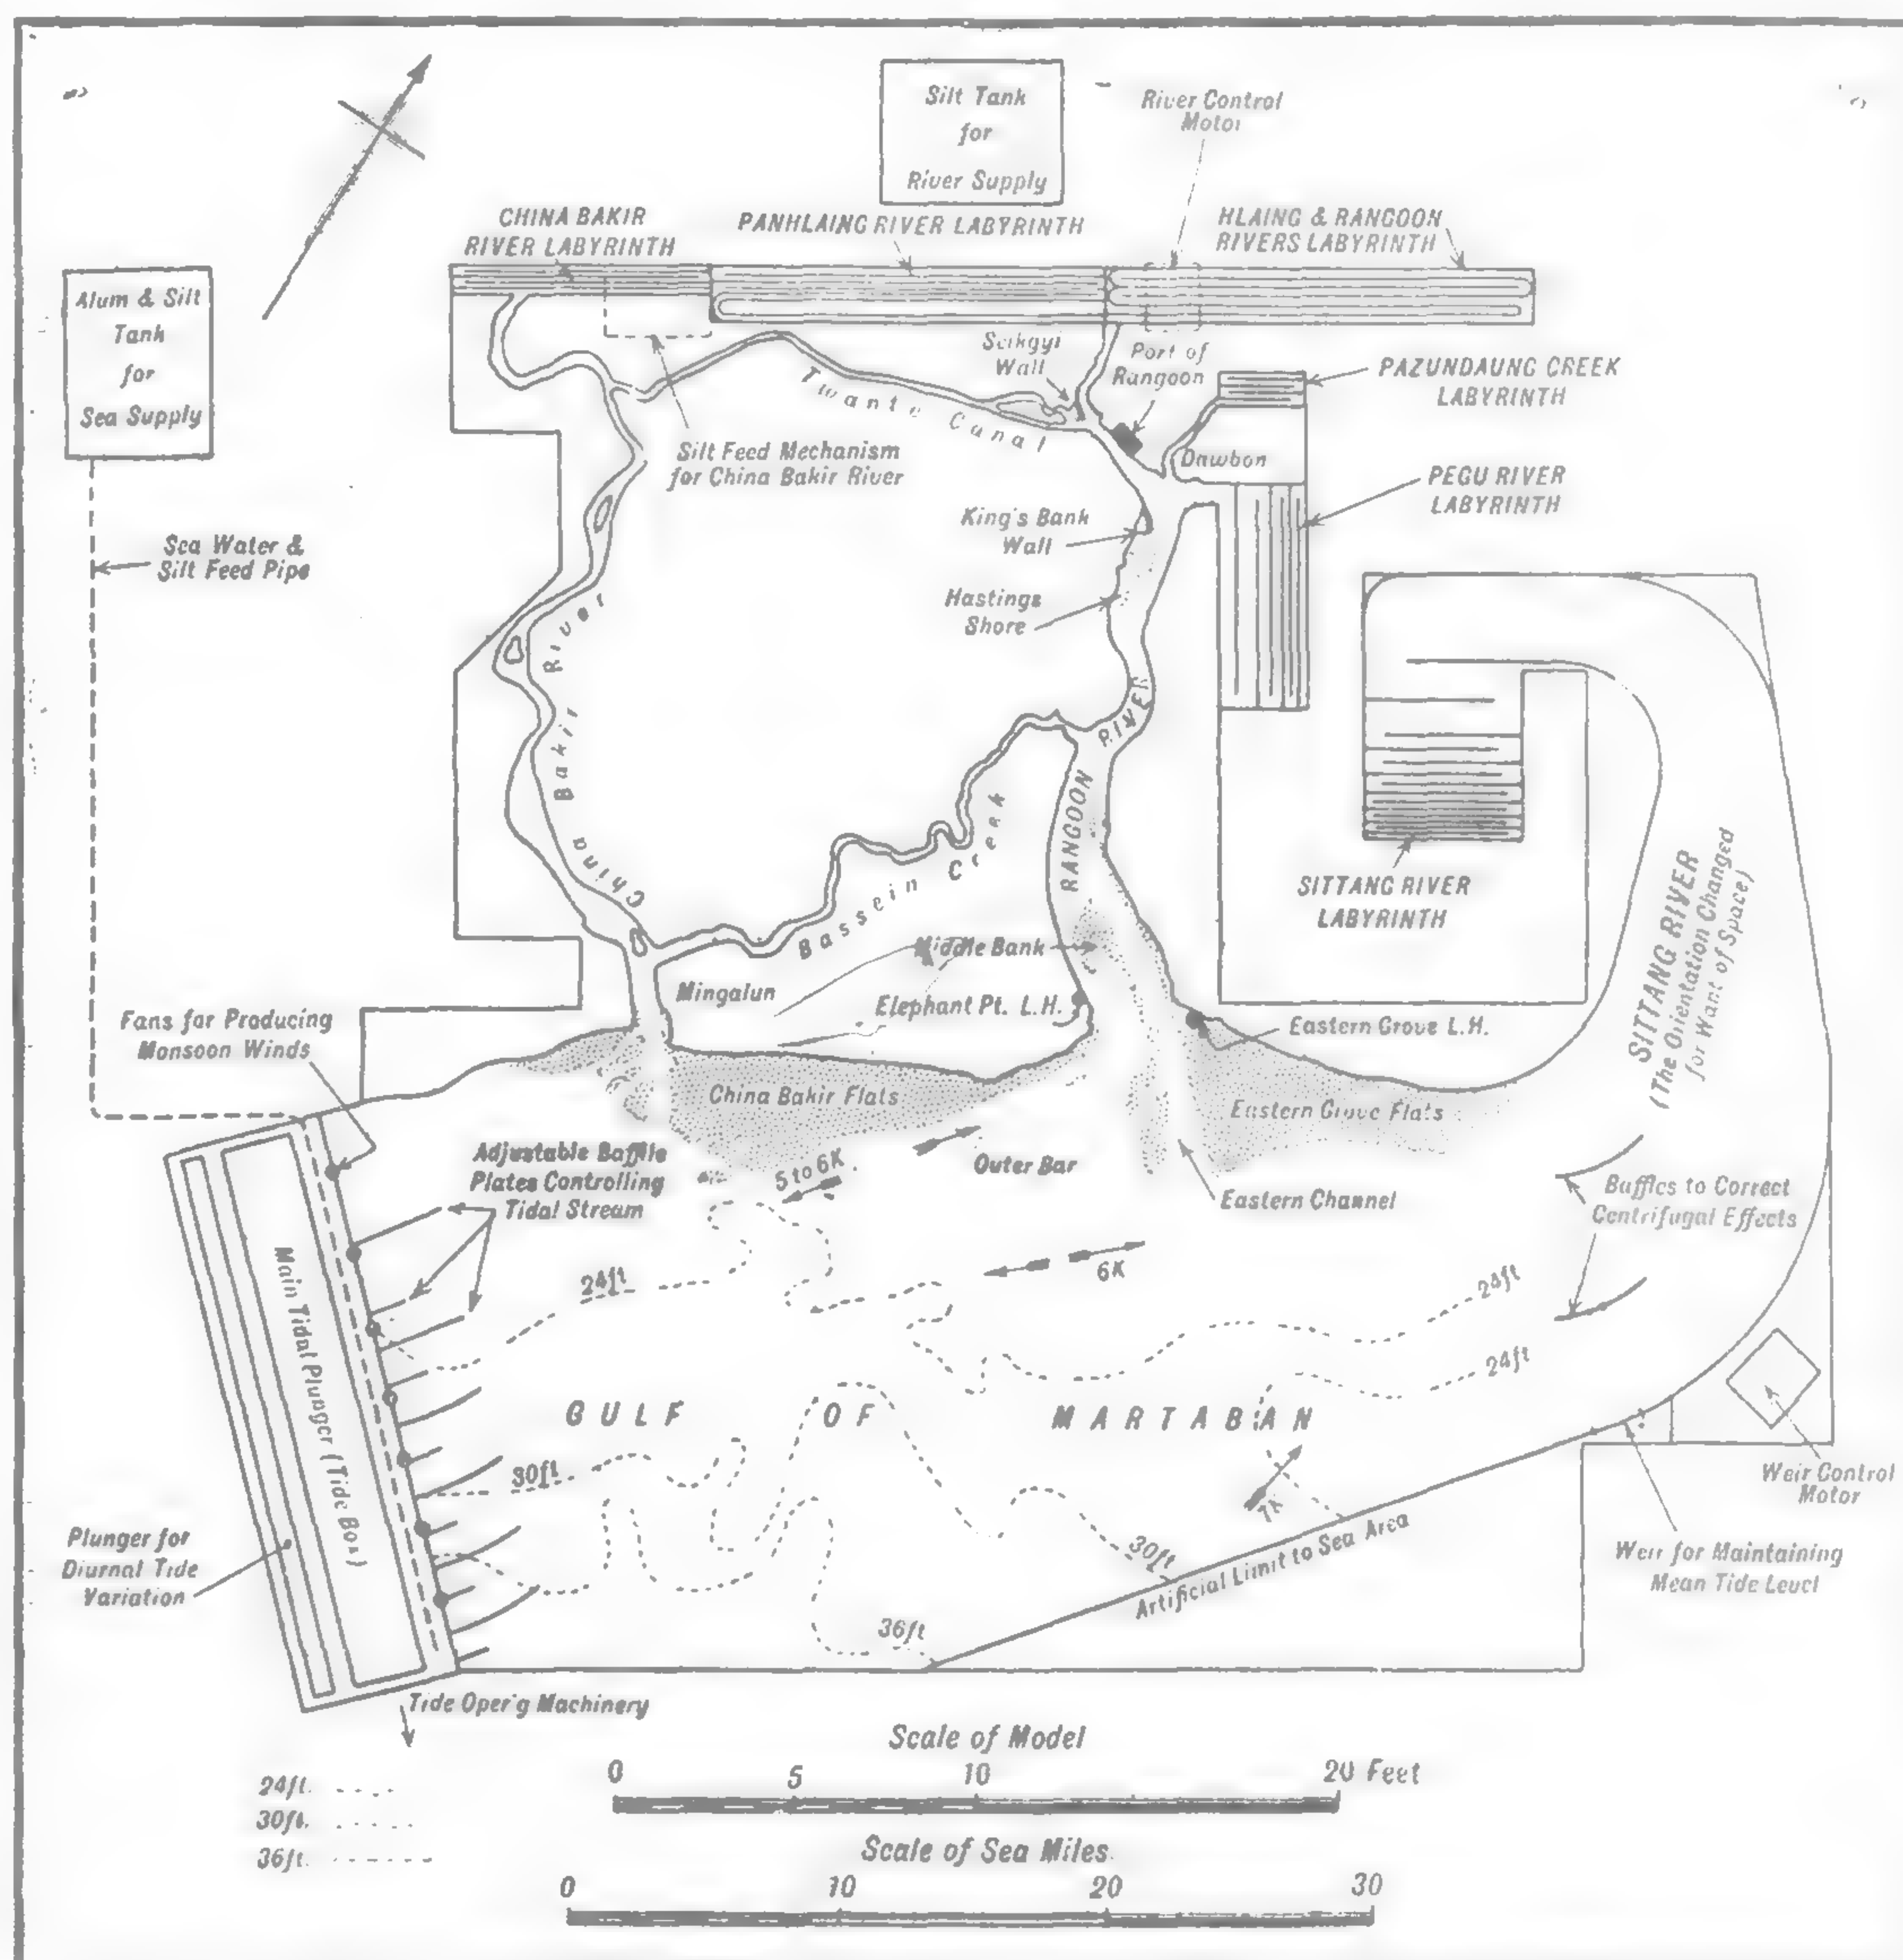 Silt Tank
for
River Supply
River Control
Motor
CHINA BAKIR
RIVER LABYRINTH
PANHLAING RIVER LABYRINTH
HLAING & RANGOON
RIVERS LABYRINTH
Alum & Silt
Tank
for
Sea Supply
Seikgyi
Wall
Port of
Rangoon
PAZUNDAUNG CREEK
LABYRINTH
Twante Canal
Silt Feed Mechanism
for China Bakir River
Dawbon
PEGU RIVER
LABYRINTH
King's Bank
Wall
Sea Water &
Silt Feed Pipe
Hastings
Shore
China Bakir River
RANGOON RIVER
Bassein Creek
SITTANG RIVER
LABYRINTH
SITTANG RIVER
(The Orientation Changed
for Want of Space)
Middle Bank
Mingalun
Elephant Pt. L.H.
Eastern Grove L.H.
Fans for Producing
Monsoon Winds
China Bakir Flats
Eastern Grove Flats
Adjustable Baffle
Plates Controlling
Tidal Stream
5 to 6K.
Outer Bar
Eastern Channel
Baffles to Correct
Centrifugal Effects
6K
24ft
24ft
24ft
Main Tidal Plunger (Tide Box)
GULF OF MARTABAN
30ft
7K
Weir Control
Motor
Plunger for
Diurnal Tide
Variation
30ft
Artificial Limit to Sea Area
Weir for Maintaining
Mean Tide Level
36ft
Tide Oper'g Machinery
Scale of Model
0 5 10 20 Feet
24ft.
30ft.
36ft.
Scale of Sea Miles.
0 10 20 30